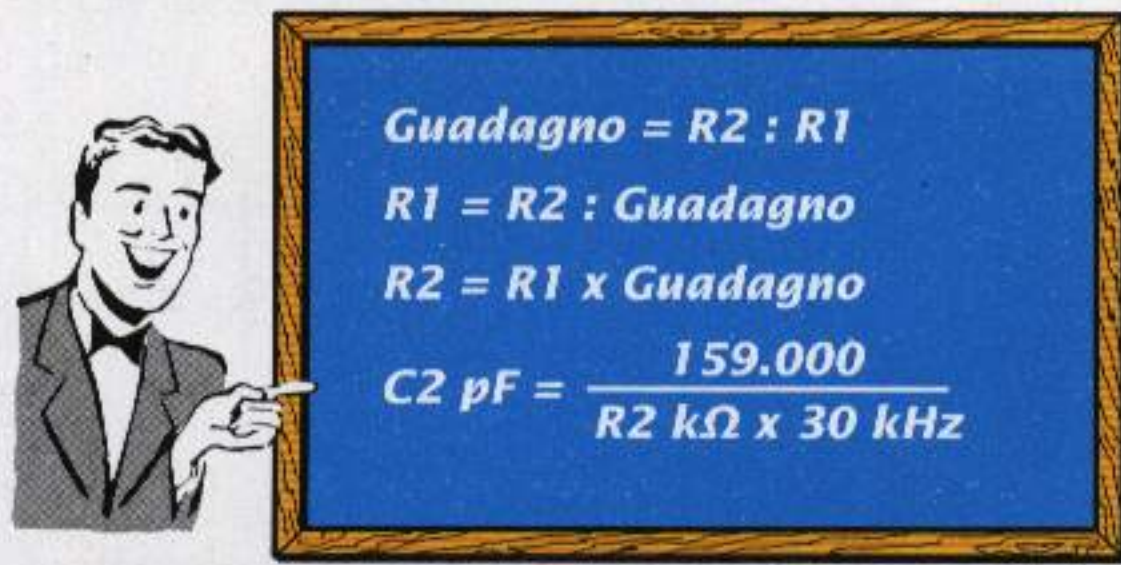 Guadagno = R2 : R1
R1 = R2 : Guadagno
R2 = R1 x Guadagno
C2 pF = 159.000
R2 kΩ x 30 kHz